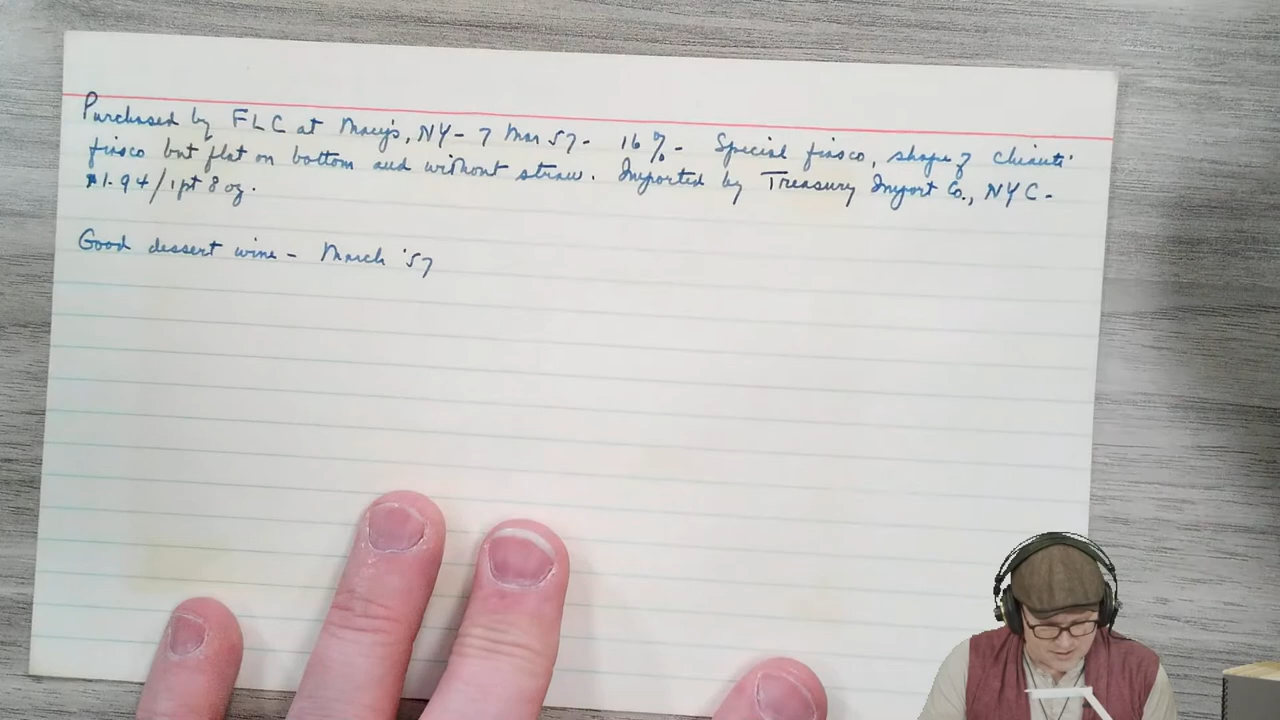 Purchased by FLC at Macy's, NY - 7 Mar 57 - 16% - Special fiasco, shape of chianti
fiasco but flat on bottom and without straw. Imported by Treasury Import Co., NYC -
$1.94/1 pt 8 oz.
Good dessert wine - March '57